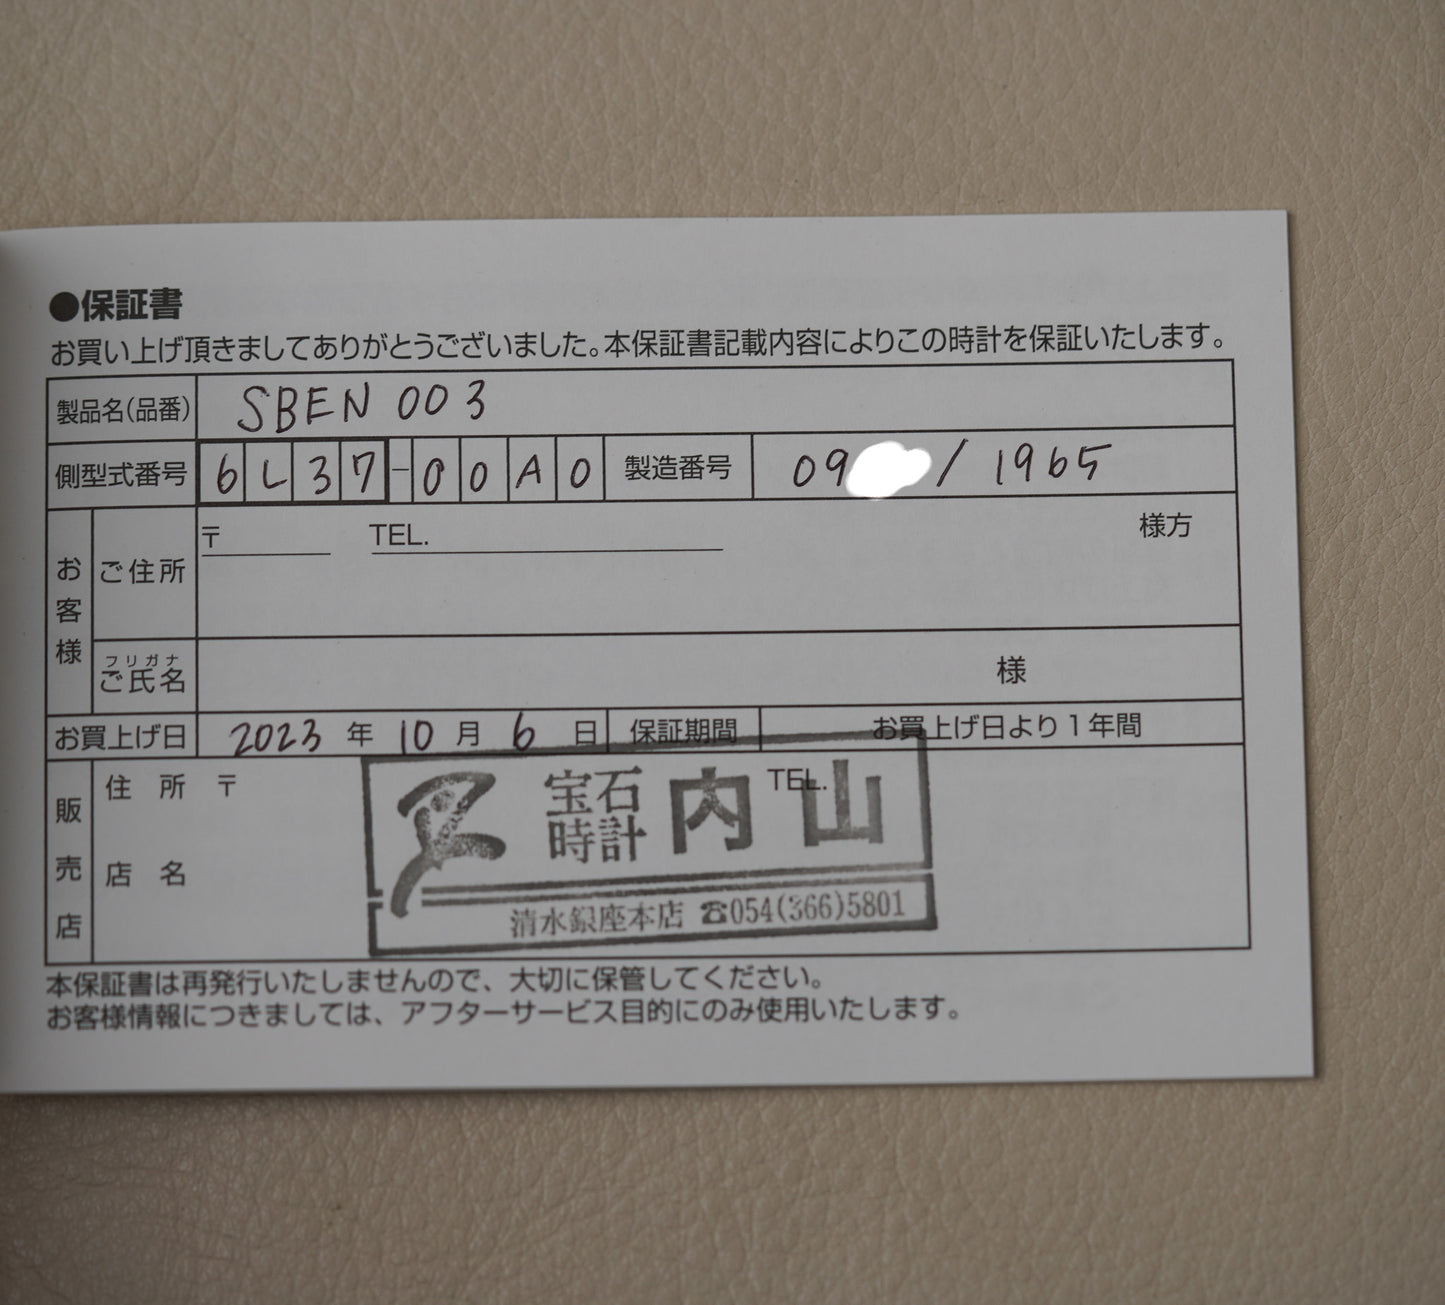 ●保証書
お買い上げ頂きましてありがとうございました。本保証書記載内容によりこの時計を保証いたします。
製品名(品番) SBEN 003
側型式番号 6L37-00A0 製造番号 09 / 1965
お客様
ご住所 〒 TEL. 様方
フリガナ
ご氏名 様
お買上げ日 2023 年 10 月 6 日 保証期間 お買上げ日より1年間
販売店
住所 〒 TEL.
店名
宝石
時計
内山
清水銀座本店 ☎054(366)5801
本保証書は再発行いたしませんので、大切に保管してください。
お客様情報につきましては、アフターサービス目的にのみ使用いたします。